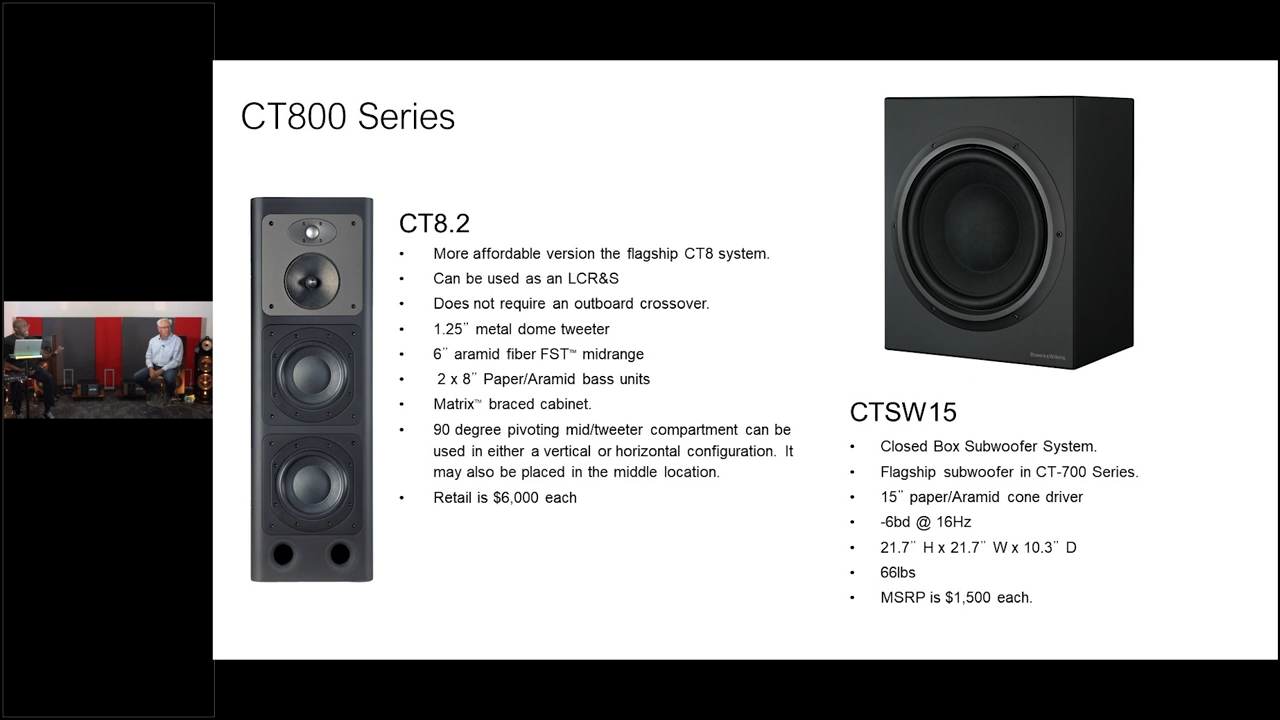 CT800 Series
CT8.2
• More affordable version the flagship CT8 system.
• Can be used as an LCR&S
• Does not require an outboard crossover.
• 1.25¨ metal dome tweeter
• 6¨ aramid fiber FST™ midrange
• 2 x 8¨ Paper/Aramid bass units
• Matrix™ braced cabinet.
• 90 degree pivoting mid/tweeter compartment can be
used in either a vertical or horizontal configuration. It
may also be placed in the middle location.
• Retail is $6,000 each
Bowers & Wilkins
CTSW15
• Closed Box Subwoofer System.
• Flagship subwoofer in CT-700 Series.
• 15¨ paper/Aramid cone driver
• -6bd @ 16Hz
• 21.7¨ H x 21.7¨ W x 10.3¨ D
• 66lbs
• MSRP is $1,500 each.